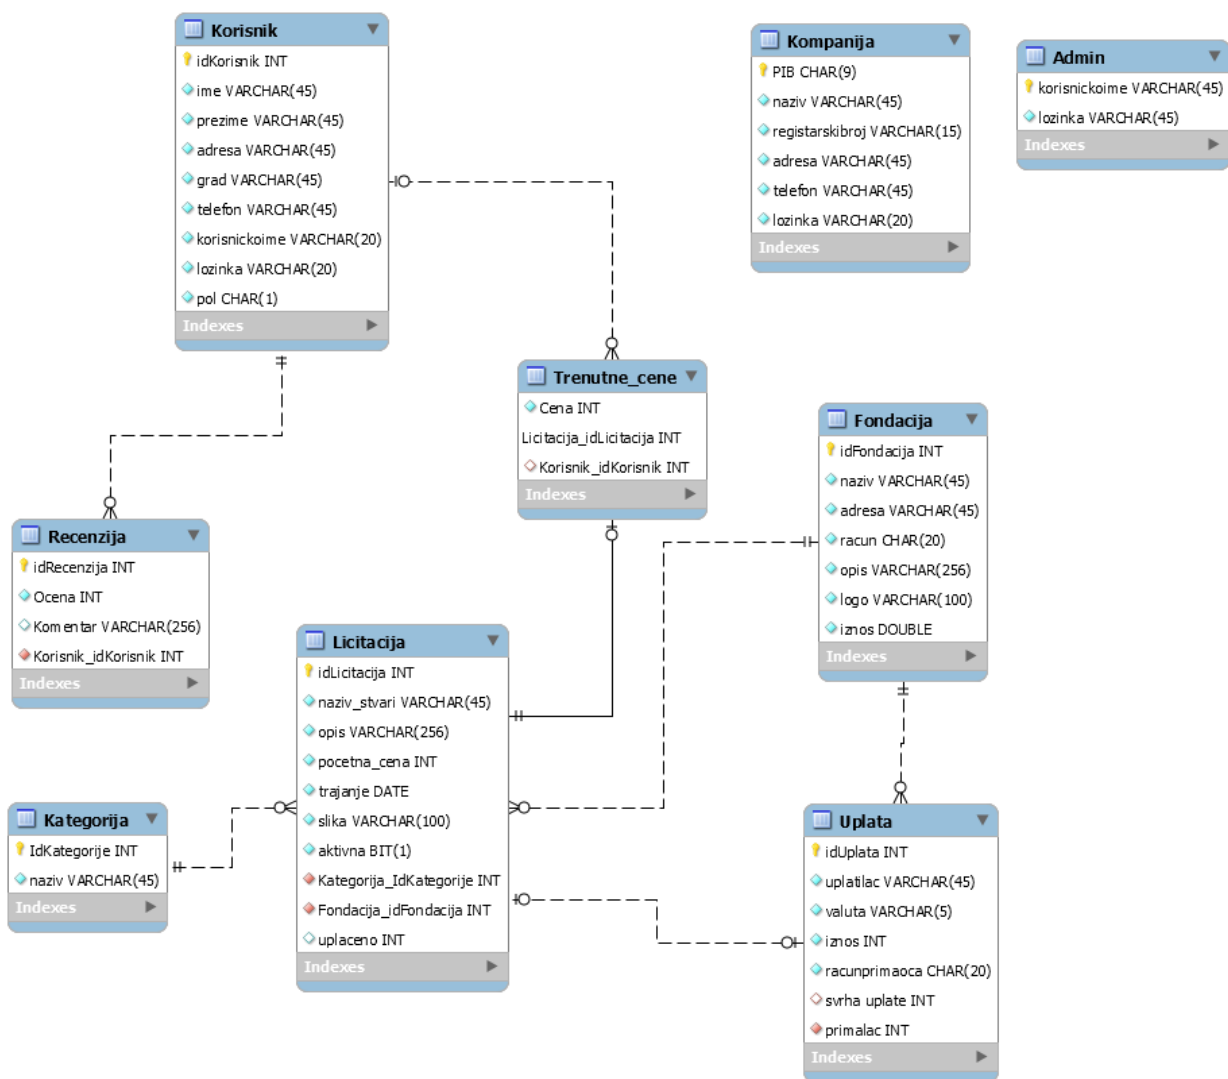 Korisnik
idKorisnik INT
ime VARCHAR(45)
prezime VARCHAR(45)
adresa VARCHAR(45)
grad VARCHAR(45)
telefon VARCHAR(45)
korisnickoime VARCHAR(20)
lozinka VARCHAR(20)
pol CHAR(1)
Indexes
Kompanija
PIB CHAR(9)
naziv VARCHAR(45)
registarskibroj VARCHAR(15)
adresa VARCHAR(45)
telefon VARCHAR(45)
lozinka VARCHAR(20)
Indexes
Admin
korisnickoime VARCHAR(45)
lozinka VARCHAR(45)
Indexes
Trenutne_cene
Cena INT
Licitacija_idLicitacija INT
Korisnik_idKorisnik INT
Indexes
Fondacija
idFondacija INT
naziv VARCHAR(45)
adresa VARCHAR(45)
racun CHAR(20)
opis VARCHAR(256)
logo VARCHAR(100)
iznos DOUBLE
Indexes
Recenzija
idRecenzija INT
Ocena INT
Komentar VARCHAR(256)
Korisnik_idKorisnik INT
Indexes
Licitacija
idLicitacija INT
naziv_stvari VARCHAR(45)
opis VARCHAR(256)
pocetna_cena INT
trajanje DATE
slika VARCHAR(100)
aktivna BIT(1)
Kategorija_IdKategorije INT
Fondacija_idFondacija INT
uplaceno INT
Indexes
Kategorija
IdKategorije INT
naziv VARCHAR(45)
Indexes
Uplata
idUplata INT
uplatilac VARCHAR(45)
valuta VARCHAR(5)
iznos INT
racunprimaoca CHAR(20)
svrha uplate INT
primalac INT
Indexes